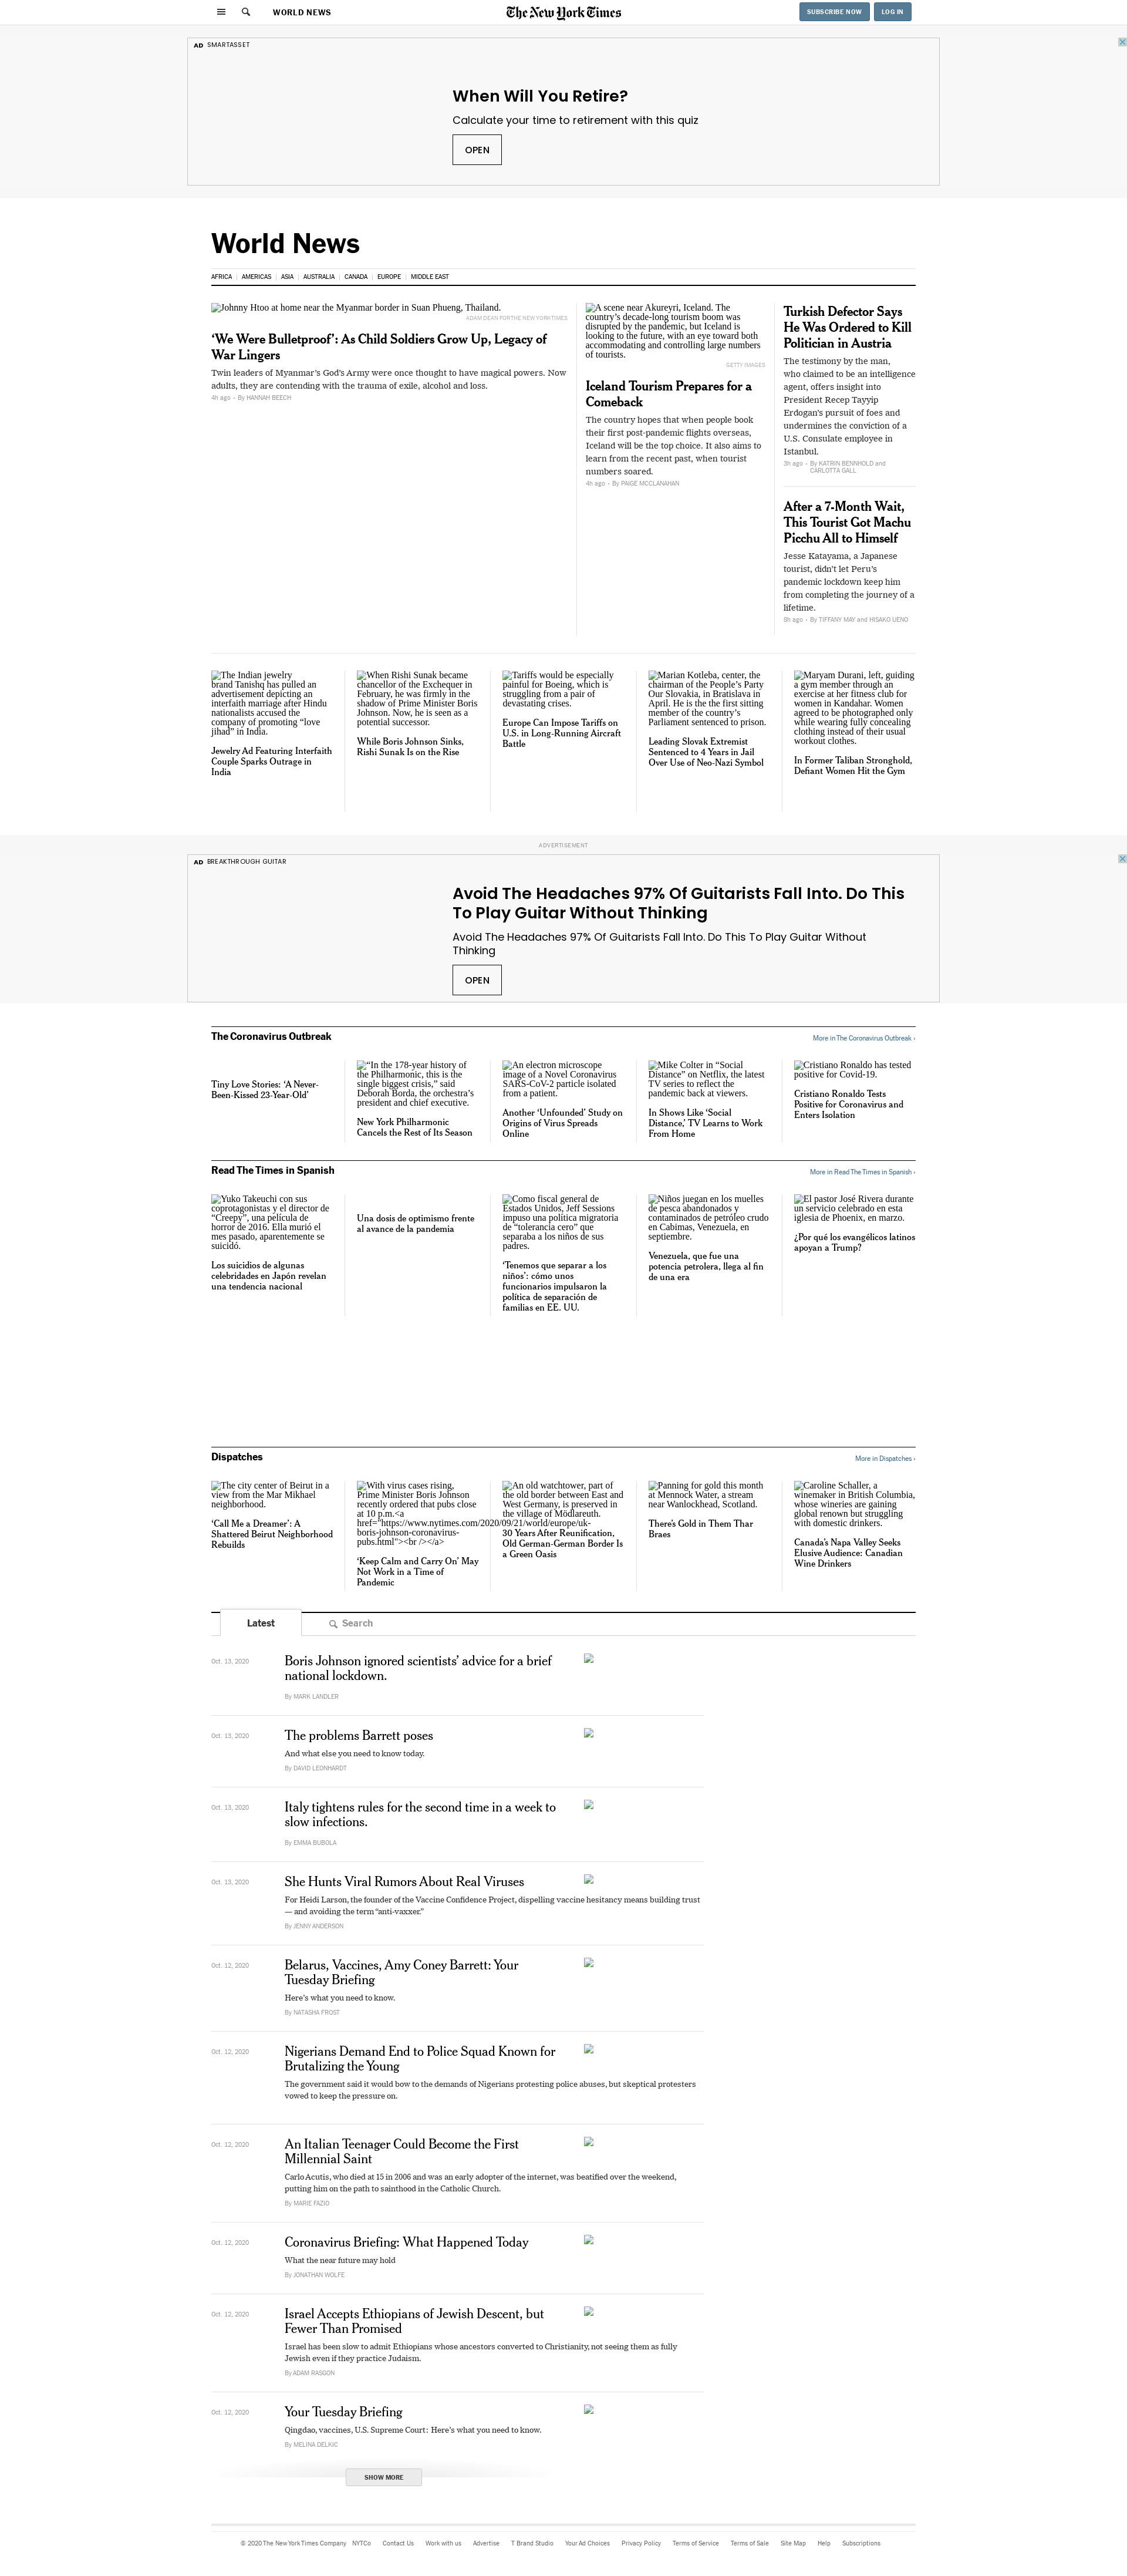 WORLD NEWS
The New York Times
SUBSCRIBE NOW
LOG IN
AD SMARTASSET
When Will You Retire?
Calculate your time to retirement with this quiz
OPEN
World News
AFRICA
AMERICAS
ASIA
AUSTRALIA
CANADA
EUROPE
MIDDLE EAST
Johnny Htoo at home near the Myanmar border in Suan Phueng, Thailand.
ADAM DEAN FOR THE NEW YORK TIMES
‘We Were Bulletproof’: As Child Soldiers Grow Up, Legacy of
War Lingers
Twin leaders of Myanmar’s God’s Army were once thought to have magical powers. Now
adults, they are contending with the trauma of exile, alcohol and loss.
4h ago • By HANNAH BEECH
A scene near Akureyri, Iceland. The
country’s decade-long tourism boom was
disrupted by the pandemic, but Iceland is
looking to the future, with an eye toward both
accommodating and controlling large numbers
of tourists.
GETTY IMAGES
Iceland Tourism Prepares for a
Comeback
The country hopes that when people book
their first post-pandemic flights overseas,
Iceland will be the top choice. It also aims to
learn from the recent past, when tourist
numbers soared.
4h ago • By PAIGE MCCLANAHAN
Turkish Defector Says
He Was Ordered to Kill
Politician in Austria
The testimony by the man,
who claimed to be an intelligence
agent, offers insight into
President Recep Tayyip
Erdogan’s pursuit of foes and
undermines the conviction of a
U.S. Consulate employee in
Istanbul.
3h ago • By KATRIN BENNHOLD and
CARLOTTA GALL
After a 7-Month Wait,
This Tourist Got Machu
Picchu All to Himself
Jesse Katayama, a Japanese
tourist, didn’t let Peru’s
pandemic lockdown keep him
from completing the journey of a
lifetime.
8h ago • By TIFFANY MAY and HISAKO UENO
The Indian jewelry
brand Tanishq has pulled an
advertisement depicting an
interfaith marriage after Hindu
nationalists accused the
company of promoting “love
jihad” in India.
Jewelry Ad Featuring Interfaith
Couple Sparks Outrage in
India
When Rishi Sunak became
chancellor of the Exchequer in
February, he was firmly in the
shadow of Prime Minister Boris
Johnson. Now, he is seen as a
potential successor.
While Boris Johnson Sinks,
Rishi Sunak Is on the Rise
Tariffs would be especially
painful for Boeing, which is
struggling from a pair of
devastating crises.
Europe Can Impose Tariffs on
U.S. in Long-Running Aircraft
Battle
Marian Kotleba, center, the
chairman of the People’s Party
Our Slovakia, in Bratislava in
April. He is the the first sitting
member of the country’s
Parliament sentenced to prison.
Leading Slovak Extremist
Sentenced to 4 Years in Jail
Over Use of Neo-Nazi Symbol
Maryam Durani, left, guiding
a gym member through an
exercise at her fitness club for
women in Kandahar. Women
agreed to be photographed only
while wearing fully concealing
clothing instead of their usual
workout clothes.
In Former Taliban Stronghold,
Defiant Women Hit the Gym
ADVERTISEMENT
AD BREAKTHROUGH GUITAR
Avoid The Headaches 97% Of Guitarists Fall Into. Do This
To Play Guitar Without Thinking
Avoid The Headaches 97% Of Guitarists Fall Into. Do This To Play Guitar Without
Thinking
OPEN
The Coronavirus Outbreak
More in The Coronavirus Outbreak ›
Tiny Love Stories: ‘A Never-
Been-Kissed 23-Year-Old’
“In the 178-year history of
the Philharmonic, this is the
single biggest crisis,” said
Deborah Borda, the orchestra’s
president and chief executive.
New York Philharmonic
Cancels the Rest of Its Season
An electron microscope
image of a Novel Coronavirus
SARS-CoV-2 particle isolated
from a patient.
Another ‘Unfounded’ Study on
Origins of Virus Spreads
Online
Mike Colter in “Social
Distance” on Netflix, the latest
TV series to reflect the
pandemic back at viewers.
In Shows Like ‘Social
Distance,’ TV Learns to Work
From Home
Cristiano Ronaldo has tested
positive for Covid-19.
Cristiano Ronaldo Tests
Positive for Coronavirus and
Enters Isolation
Read The Times in Spanish
More in Read The Times in Spanish ›
Yuko Takeuchi con sus
coprotagonistas y el director de
“Creepy”, una película de
horror de 2016. Ella murió el
mes pasado, aparentemente se
suicidó.
Los suicidios de algunas
celebridades en Japón revelan
una tendencia nacional
Una dosis de optimismo frente
al avance de la pandemia
Como fiscal general de
Estados Unidos, Jeff Sessions
impuso una política migratoria
de “tolerancia cero” que
separaba a los niños de sus
padres.
‘Tenemos que separar a los
niños’: cómo unos
funcionarios impulsaron la
política de separación de
familias en EE. UU.
Niños juegan en los muelles
de pesca abandonados y
contaminados de petróleo crudo
en Cabimas, Venezuela, en
septiembre.
Venezuela, que fue una
potencia petrolera, llega al fin
de una era
El pastor José Rivera durante
un servicio celebrado en esta
iglesia de Phoenix, en marzo.
¿Por qué los evangélicos latinos
apoyan a Trump?
Dispatches
More in Dispatches ›
The city center of Beirut in a
view from the Mar Mikhael
neighborhood.
‘Call Me a Dreamer’: A
Shattered Beirut Neighborhood
Rebuilds
With virus cases rising,
Prime Minister Boris Johnson
recently ordered that pubs close
at 10 p.m.<a
href="https://www.nytimes.com/2020/09/21/world/europe/uk-
boris-johnson-coronavirus-
pubs.html"><br /></a>
‘Keep Calm and Carry On’ May
Not Work in a Time of
Pandemic
An old watchtower, part of
the old border between East and
West Germany, is preserved in
the village of Mödlareuth.
30 Years After Reunification,
Old German-German Border Is
a Green Oasis
Panning for gold this month
at Mennock Water, a stream
near Wanlockhead, Scotland.
There’s Gold in Them Thar
Braes
Caroline Schaller, a
winemaker in British Columbia,
whose wineries are gaining
global renown but struggling
with domestic drinkers.
Canada’s Napa Valley Seeks
Elusive Audience: Canadian
Wine Drinkers
Latest
Search
Oct. 13, 2020
Boris Johnson ignored scientists’ advice for a brief
national lockdown.
By MARK LANDLER
Oct. 13, 2020
The problems Barrett poses
And what else you need to know today.
By DAVID LEONHARDT
Oct. 13, 2020
Italy tightens rules for the second time in a week to
slow infections.
By EMMA BUBOLA
Oct. 13, 2020
She Hunts Viral Rumors About Real Viruses
For Heidi Larson, the founder of the Vaccine Confidence Project, dispelling vaccine hesitancy means building trust
— and avoiding the term “anti-vaxxer.”
By JENNY ANDERSON
Oct. 12, 2020
Belarus, Vaccines, Amy Coney Barrett: Your
Tuesday Briefing
Here’s what you need to know.
By NATASHA FROST
Oct. 12, 2020
Nigerians Demand End to Police Squad Known for
Brutalizing the Young
The government said it would bow to the demands of Nigerians protesting police abuses, but skeptical protesters
vowed to keep the pressure on.
Oct. 12, 2020
An Italian Teenager Could Become the First
Millennial Saint
Carlo Acutis, who died at 15 in 2006 and was an early adopter of the internet, was beatified over the weekend,
putting him on the path to sainthood in the Catholic Church.
By MARIE FAZIO
Oct. 12, 2020
Coronavirus Briefing: What Happened Today
What the near future may hold
By JONATHAN WOLFE
Oct. 12, 2020
Israel Accepts Ethiopians of Jewish Descent, but
Fewer Than Promised
Israel has been slow to admit Ethiopians whose ancestors converted to Christianity, not seeing them as fully
Jewish even if they practice Judaism.
By ADAM RASGON
Oct. 12, 2020
Your Tuesday Briefing
Qingdao, vaccines, U.S. Supreme Court: Here’s what you need to know.
By MELINA DELKIC
SHOW MORE
© 2020 The New York Times Company
NYTCo
Contact Us
Work with us
Advertise
T Brand Studio
Your Ad Choices
Privacy Policy
Terms of Service
Terms of Sale
Site Map
Help
Subscriptions